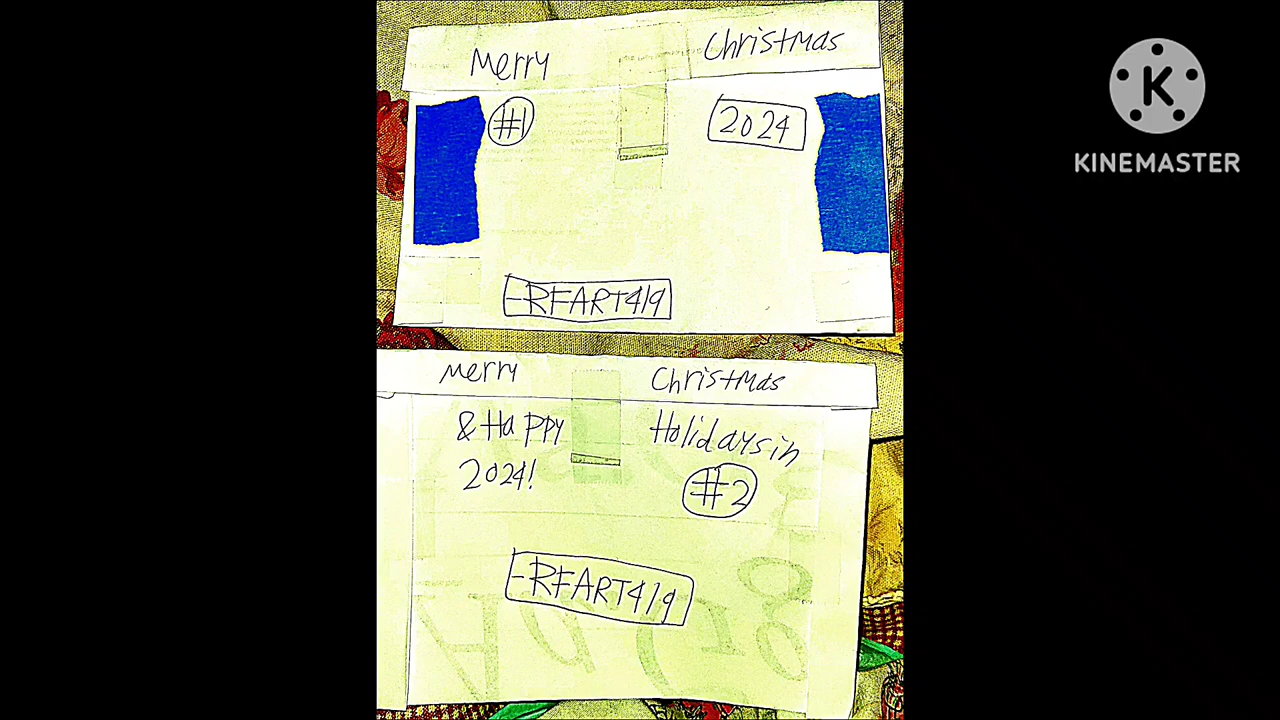 Merry Christmas
#1 2024
-RFART419
Merry Christmas
& Happy Holidays in
2024! #2
-RFART419
K
KINEMASTER